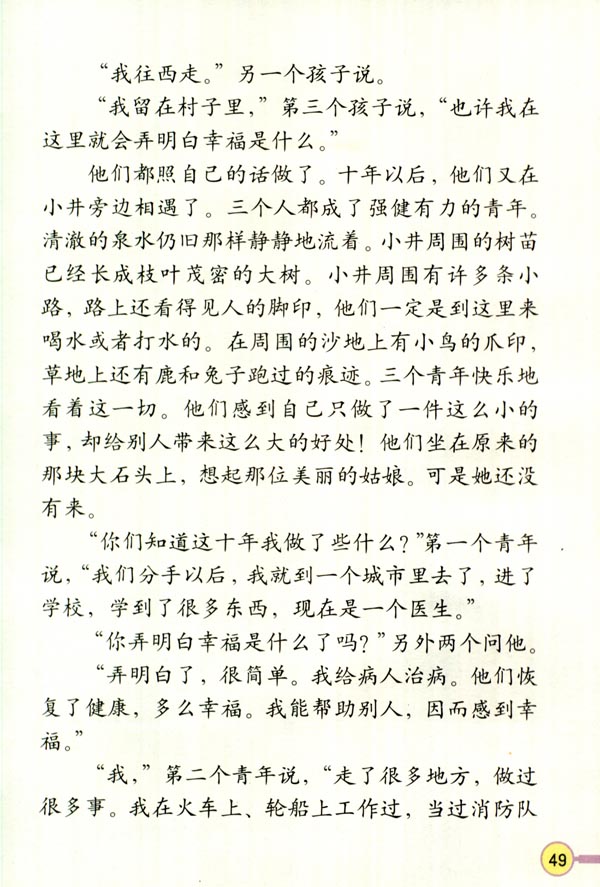 “我往西走。”另一个孩子说。
“我留在村子里，”第三个孩子说，“也许我在
这里就会弄明白幸福是什么。”
他们都照自己的话做了。十年以后，他们又在
小井旁边相遇了。三个人都成了强健有力的青年。
清澈的泉水仍旧那样静静地流着。小井周围的树苗
已经长成枝叶茂密的大树。小井周围有许多条小
路，路上还看得见人的脚印，他们一定是到这里来
喝水或者打水的。在周围的沙地上有小鸟的爪印，
草地上还有鹿和兔子跑过的痕迹。三个青年快乐地
看着这一切。他们感到自己只做了一件这么小的
事，却给别人带来这么大的好处！他们坐在原来的
那块大石头上，想起那位美丽的姑娘。可是她还没
有来。
“你们知道这十年我做了些什么？”第一个青年
说，“我们分手以后，我就到一个城市里去了，进了
学校，学到了很多东西，现在是一个医生。”
“你弄明白幸福是什么了吗？”另外两个问他。
“弄明白了，很简单。我给病人治病。他们恢
复了健康，多么幸福。我能帮助别人，因而感到幸
福。”
“我，”第二个青年说，“走了很多地方，做过
很多事。我在火车上、轮船上工作过，当过消防队
49